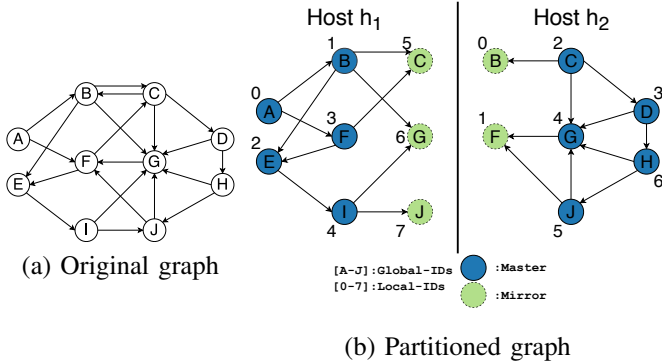 Host h1
Host h2
B
C
A
D
F
G
E
H
I
J
(a) Original graph
1
5
B
C
0
A
3
F
6
G
2
E
I
4
J
7
0
B
2
C
3
D
1
F
4
G
H
6
J
5
[A-J]:Global-IDs
:Master
[0-7]:Local-IDs
:Mirror
(b) Partitioned graph